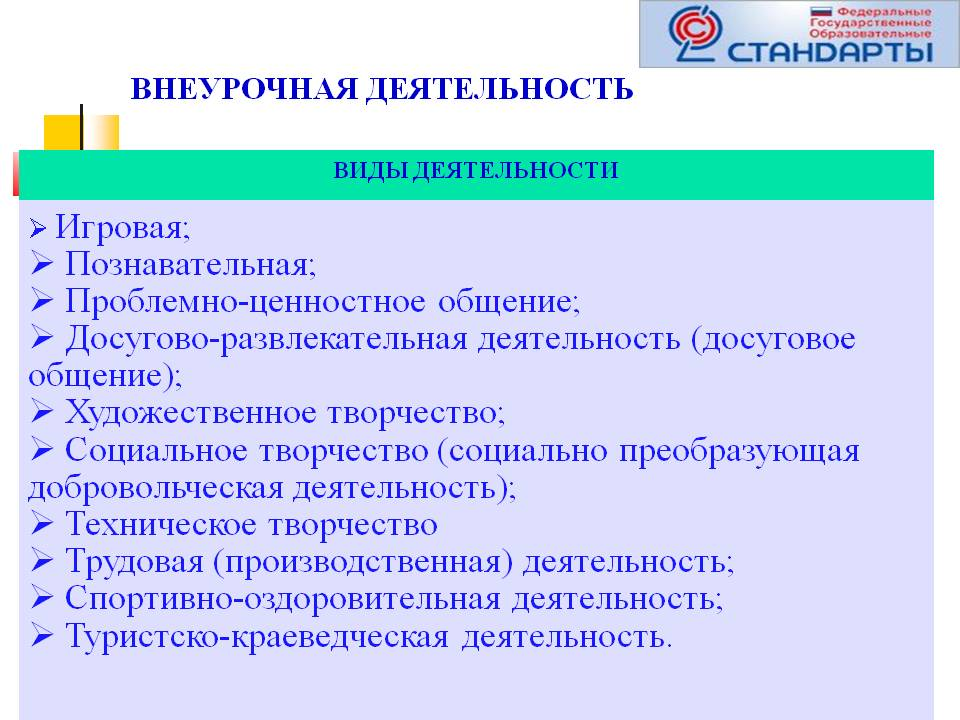 Федеральные
Государственные
Образовательные
СТАНДАРТЫ
ВНЕУРОЧНАЯ ДЕЯТЕЛЬНОСТЬ
ВИДЫ ДЕЯТЕЛЬНОСТИ
➢ Игровая;
➢ Познавательная;
➢ Проблемно-ценностное общение;
➢ Досугово-развлекательная деятельность (досуговое
общение);
➢ Художественное творчество;
➢ Социальное творчество (социально преобразующая
добровольческая деятельность);
➢ Техническое творчество
➢ Трудовая (производственная) деятельность;
➢ Спортивно-оздоровительная деятельность;
➢ Туристско-краеведческая деятельность.